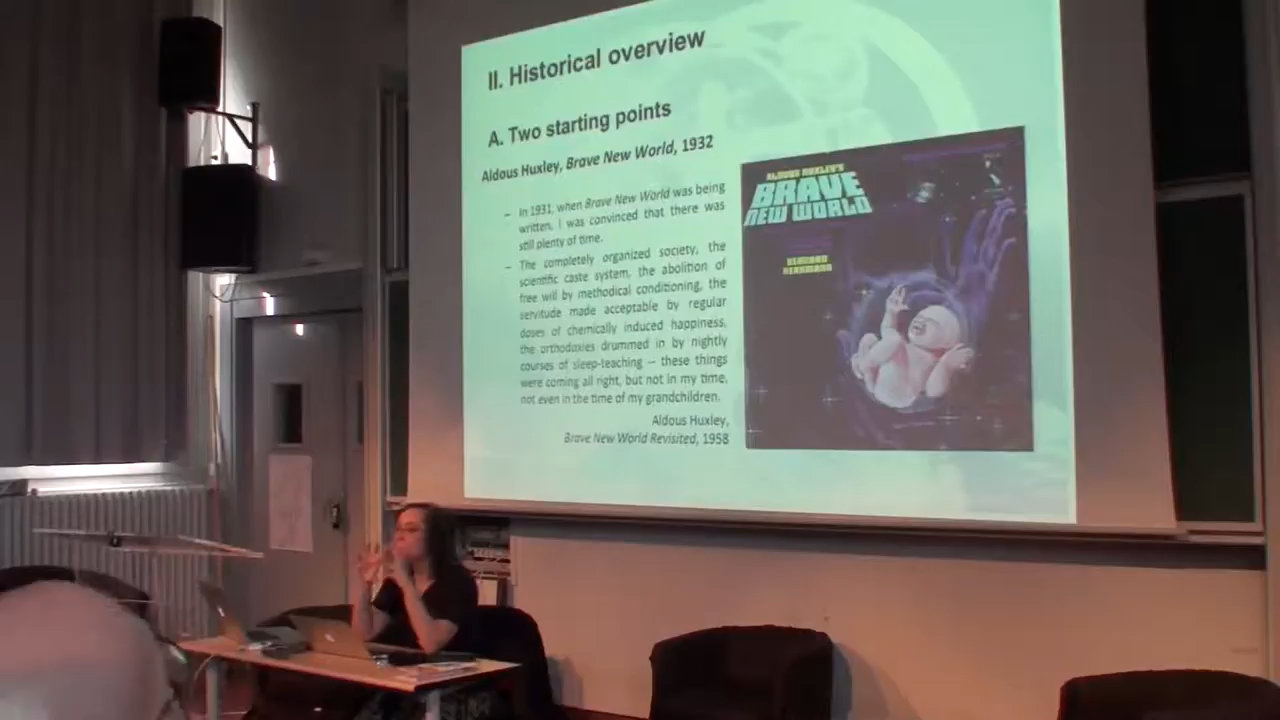 II. Historical overview
A. Two starting points
Aldous Huxley, Brave New World, 1932
– In 1931, when Brave New World was being
written, I was convinced that there was
still plenty of time.
– The completely organized society, the
scientific caste system, the abolition of
free will by methodical conditioning, the
servitude made acceptable by regular
doses of chemically induced happiness,
the orthodoxies drummed in by nightly
courses of sleep-teaching – these things
were coming all right, but not in my time,
not even in the time of my grandchildren.
Aldous Huxley,
Brave New World Revisited, 1958
ALDOUS HUXLEY'S
BRAVE
NEW WORLD
BERNARD
HERRMANN